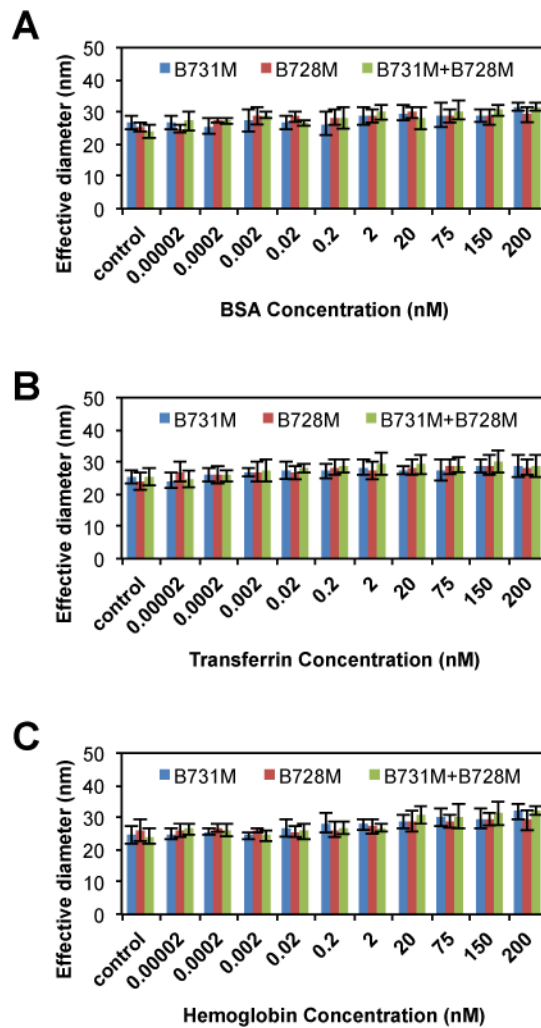 A
Effective diameter (nm)
50
40
30
20
10
0
B731M B728M B731M+B728M
control 0.00002 0.0002 0.002 0.02 0.2 2 20 75 150 200
BSA Concentration (nM)
B
Effective diameter (nm)
50
40
30
20
10
0
B731M B728M B731M+B728M
control 0.00002 0.0002 0.002 0.02 0.2 2 20 75 150 200
Transferrin Concentration (nM)
C
Effective diameter (nm)
50
40
30
20
10
0
B731M B728M B731M+B728M
control 0.00002 0.0002 0.002 0.02 0.2 2 20 75 150 200
Hemoglobin Concentration (nM)